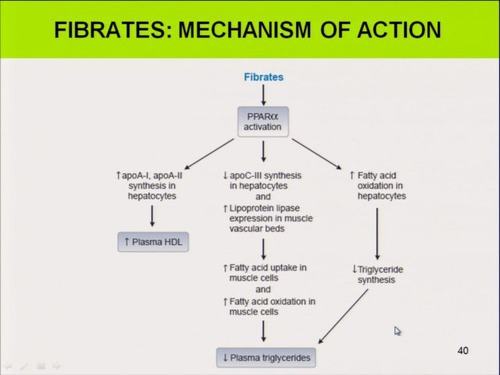 FIBRATES: MECHANISM OF ACTION
Fibrates
PPARα
activation
↑apoA-I, apoA-II
synthesis in
hepatocytes
↑ Plasma HDL
↓ apoC-III synthesis
in hepatocytes
and
↑ Lipoprotein lipase
expression in muscle
vascular beds
↑ Fatty acid uptake in
muscle cells
and
↑ Fatty acid oxidation in
muscle cells
↑ Fatty acid
oxidation in
hepatocytes
↓Triglyceride
synthesis
↓ Plasma triglycerides
40